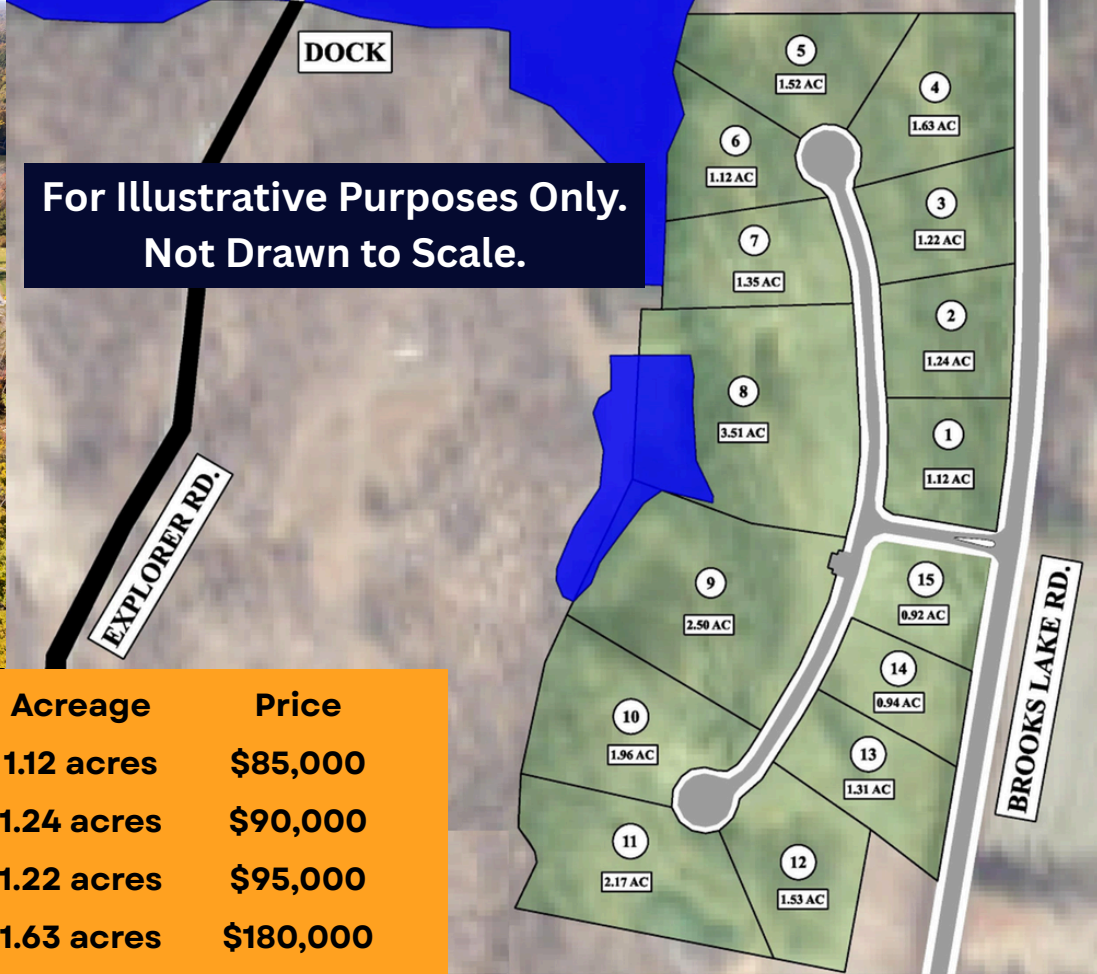 DOCK
For Illustrative Purposes Only.
Not Drawn to Scale.
5
1.52 AC
4
1.63 AC
6
1.12 AC
3
1.22 AC
7
1.35 AC
2
1.24 AC
8
3.51 AC
1
1.12 AC
EXPLORER RD.
9
2.50 AC
15
0.92 AC
BROOKS LAKE RD.
14
0.94 AC
10
1.96 AC
13
1.31 AC
11
2.17 AC
12
1.53 AC
Acreage Price
1.12 acres $85,000
1.24 acres $90,000
1.22 acres $95,000
1.63 acres $180,000